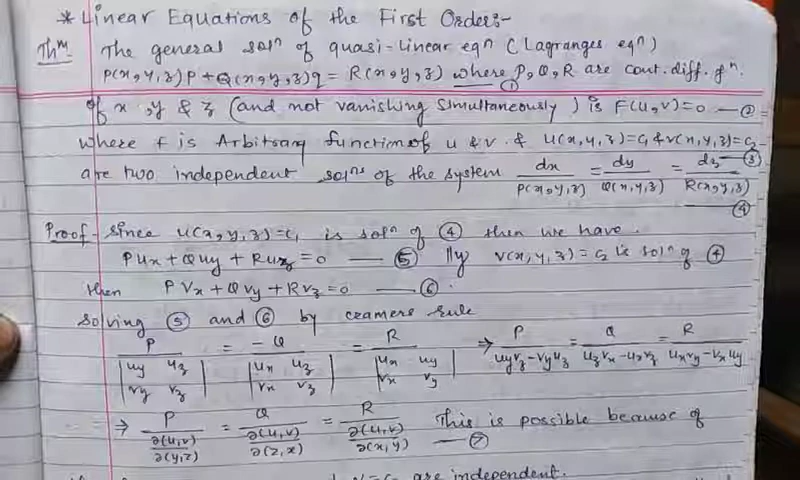 * Linear Equations of the First Order:-
Thm. The general solⁿ of quasi-linear eqⁿ (Lagranges eqⁿ)
P(x,y,z)p + Q(x,y,z)q = R(x,y,z) —① where P,Q,R are cont. diff. fⁿ.
of x, y & z (and not vanishing simultaneously) is F(u,v)=0 —②
where f is Arbitrary function of u & v. & u(x,y,z)=c₁ & v(x,y,z)=c₂ —③
are two independent solⁿˢ of the system dx/P(x,y,z) = dy/Q(x,y,z) = dz/R(x,y,z) —④
Proof- Since u(x,y,z)=c₁ is solⁿ of ④ then we have.
Pux + Quy + Ruz = 0 —⑤ lly v(x,y,z)=c₂ is solⁿ of ④
then P vx + Q vy + R vz = 0 —⑥.
Solving ⑤ and ⑥ by cramers rule
P/|uy uz vy vz| = -Q/|ux uz vx vz| = R/|ux uy vx vy| ⇒ P/uyvz-vyuz = Q/uzvx-uxvz = R/uxvy-vxuy
⇒ P/(∂(u,v)/∂(y,z)) = Q/(∂(u,v)/∂(z,x)) = R/(∂(u,v)/∂(x,y)) —⑦ This is possible because of
are independent.